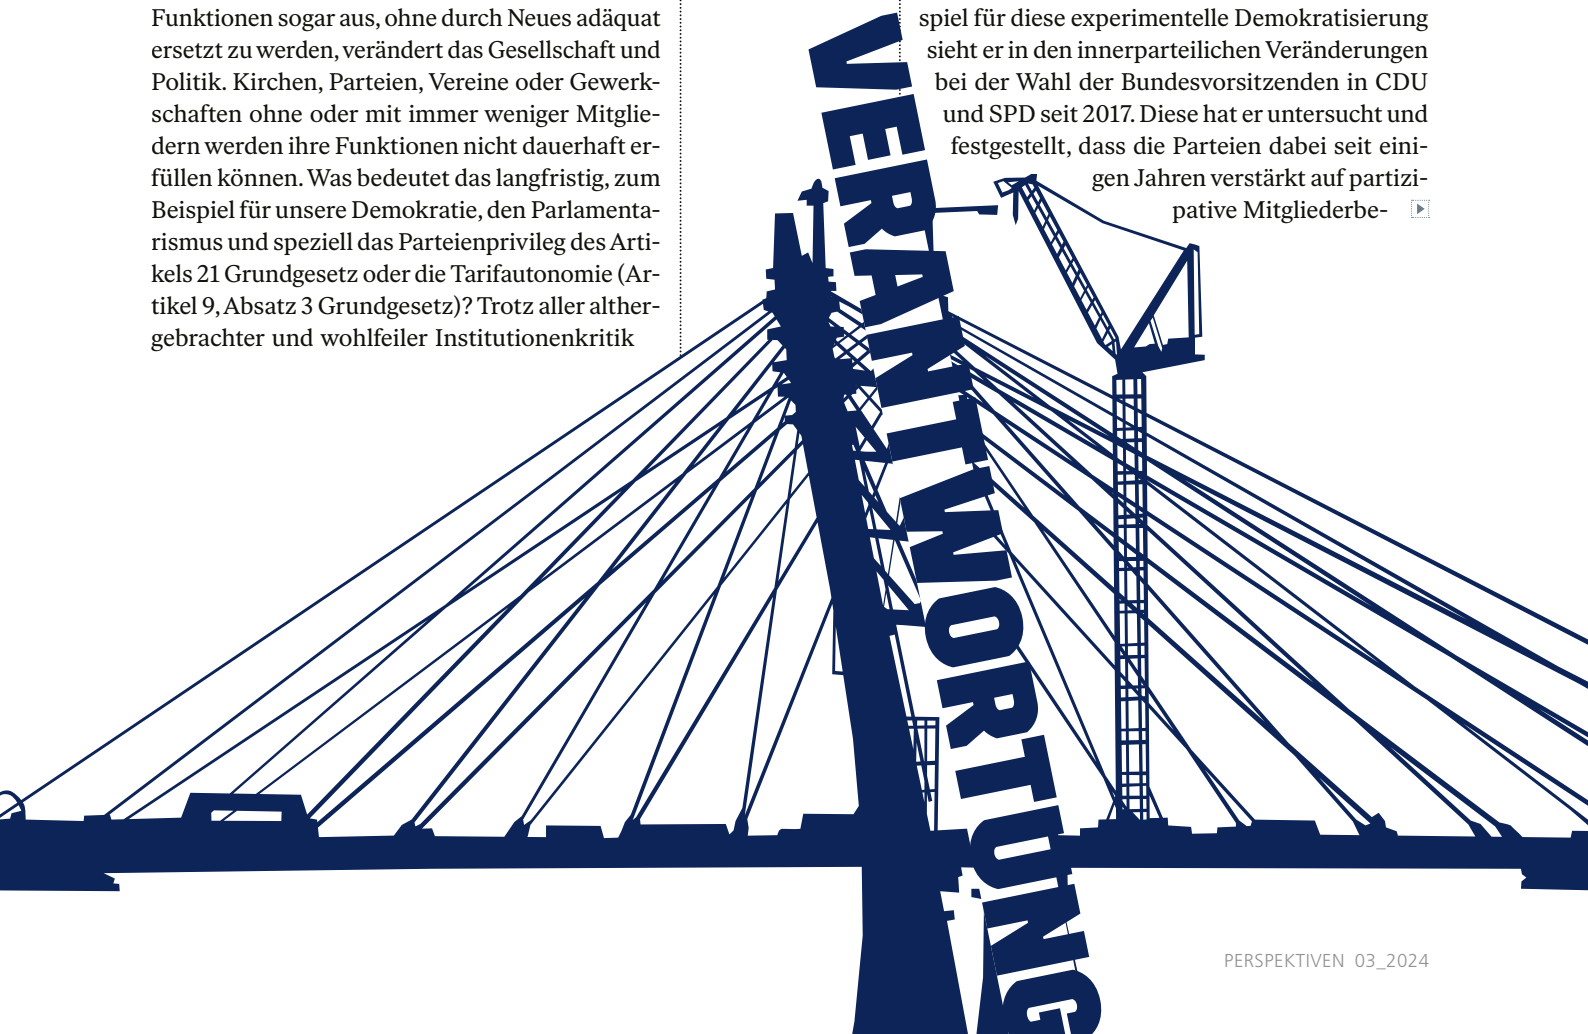 Funktionen sogar aus, ohne durch Neues adäquat
ersetzt zu werden, verändert das Gesellschaft und
Politik. Kirchen, Parteien, Vereine oder Gewerk-
schaften ohne oder mit immer weniger Mitglie-
dern werden ihre Funktionen nicht dauerhaft er-
füllen können. Was bedeutet das langfristig, zum
Beispiel für unsere Demokratie, den Parlamenta-
rismus und speziell das Parteienprivileg des Arti-
kels 21 Grundgesetz oder die Tarifautonomie (Ar-
tikel 9, Absatz 3 Grundgesetz)? Trotz aller alther-
gebrachter und wohlfeiler Institutionenkritik
VERANTWORTUNG
spiel für diese experimentelle Demokratisierung
sieht er in den innerparteilichen Veränderungen
bei der Wahl der Bundesvorsitzenden in CDU
und SPD seit 2017. Diese hat er untersucht und
festgestellt, dass die Parteien dabei seit eini-
gen Jahren verstärkt auf partizi-
pative Mitgliederbe-
PERSPEKTIVEN 03_2024